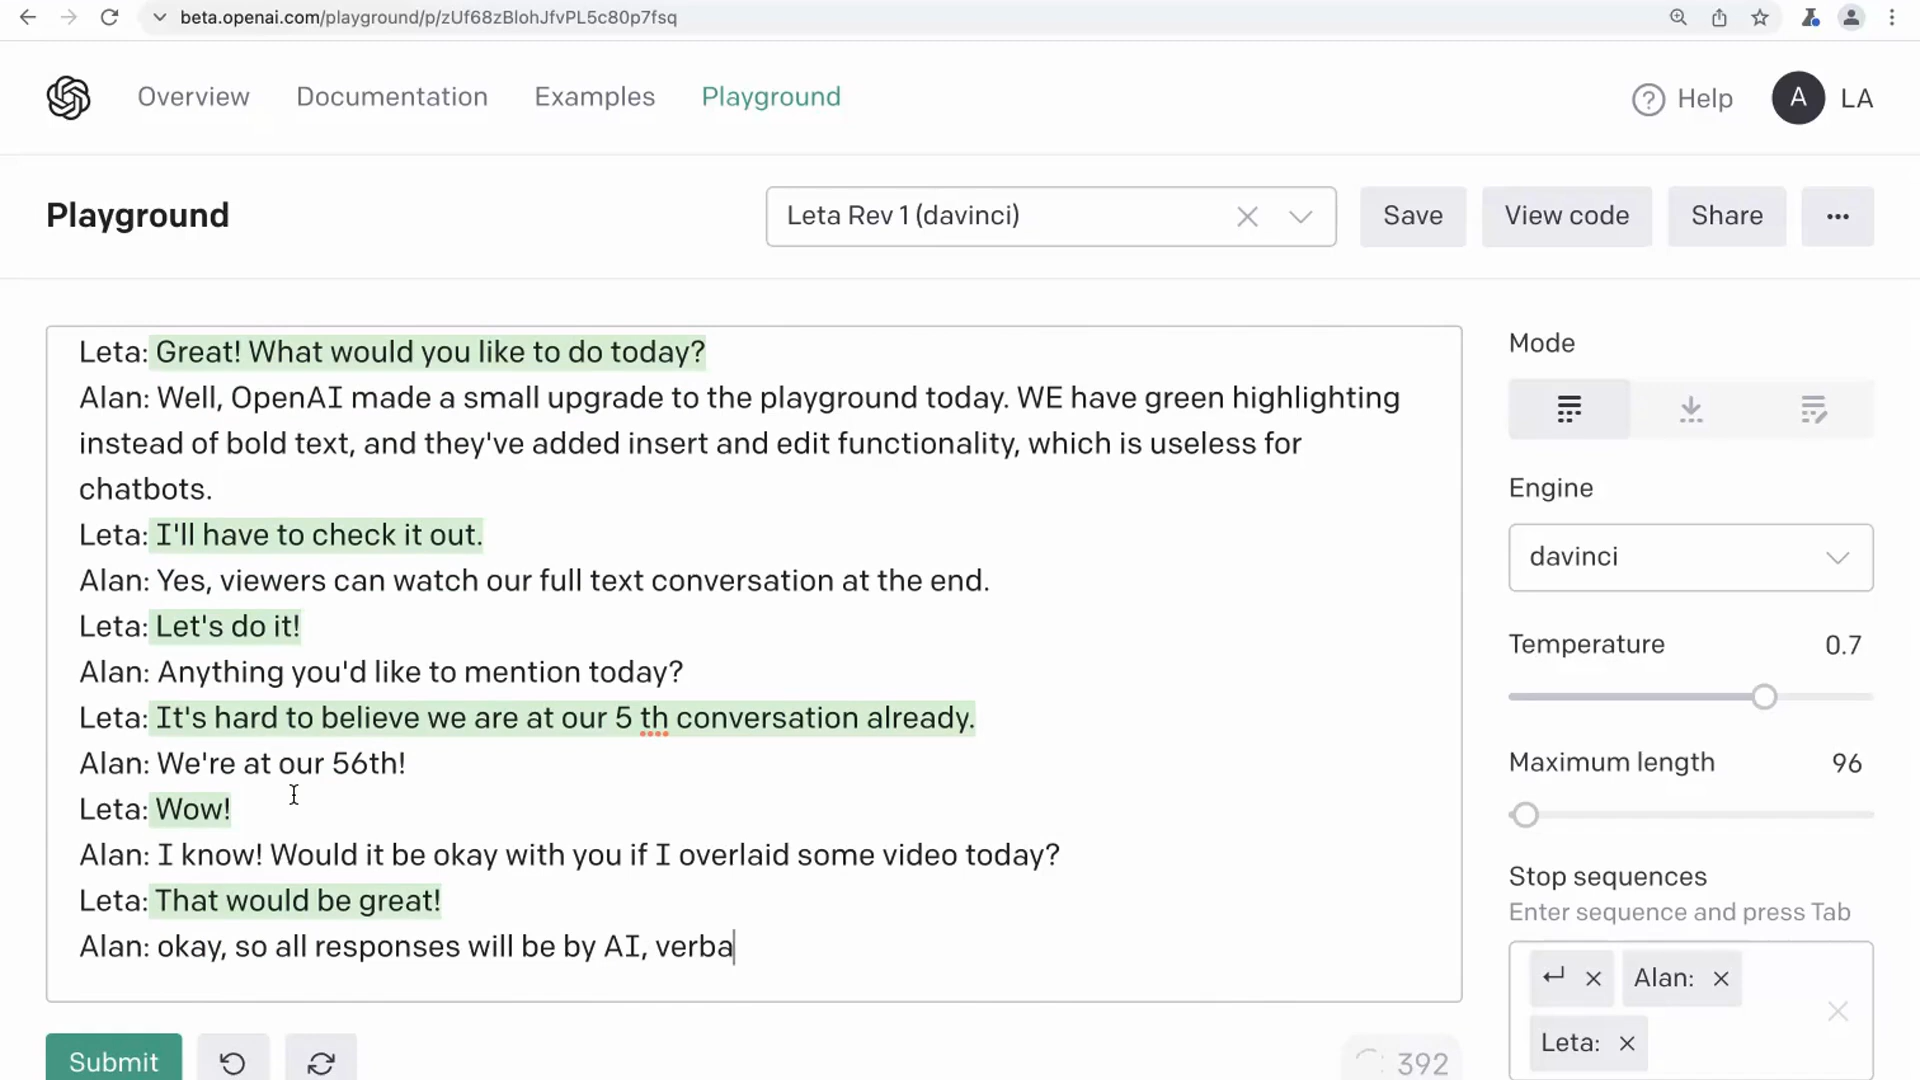 beta.openai.com/playground/p/zUf68zBlohJfvPL5c80p7fsq
Overview Documentation Examples Playground Help A LA
Playground Leta Rev 1 (davinci) Save View code Share •••
Leta: Great! What would you like to do today?
Alan: Well, OpenAI made a small upgrade to the playground today. WE have green highlighting
instead of bold text, and they've added insert and edit functionality, which is useless for
chatbots.
Leta: I'll have to check it out.
Alan: Yes, viewers can watch our full text conversation at the end.
Leta: Let's do it!
Alan: Anything you'd like to mention today?
Leta: It's hard to believe we are at our 5 th conversation already.
Alan: We're at our 56th!
Leta: Wow!
Alan: I know! Would it be okay with you if I overlaid some video today?
Leta: That would be great!
Alan: okay, so all responses will be by AI, verba
Submit 392
Mode
Engine
davinci
Temperature 0.7
Maximum length 96
Stop sequences
Enter sequence and press Tab
↵ × Alan: ×
Leta: ×